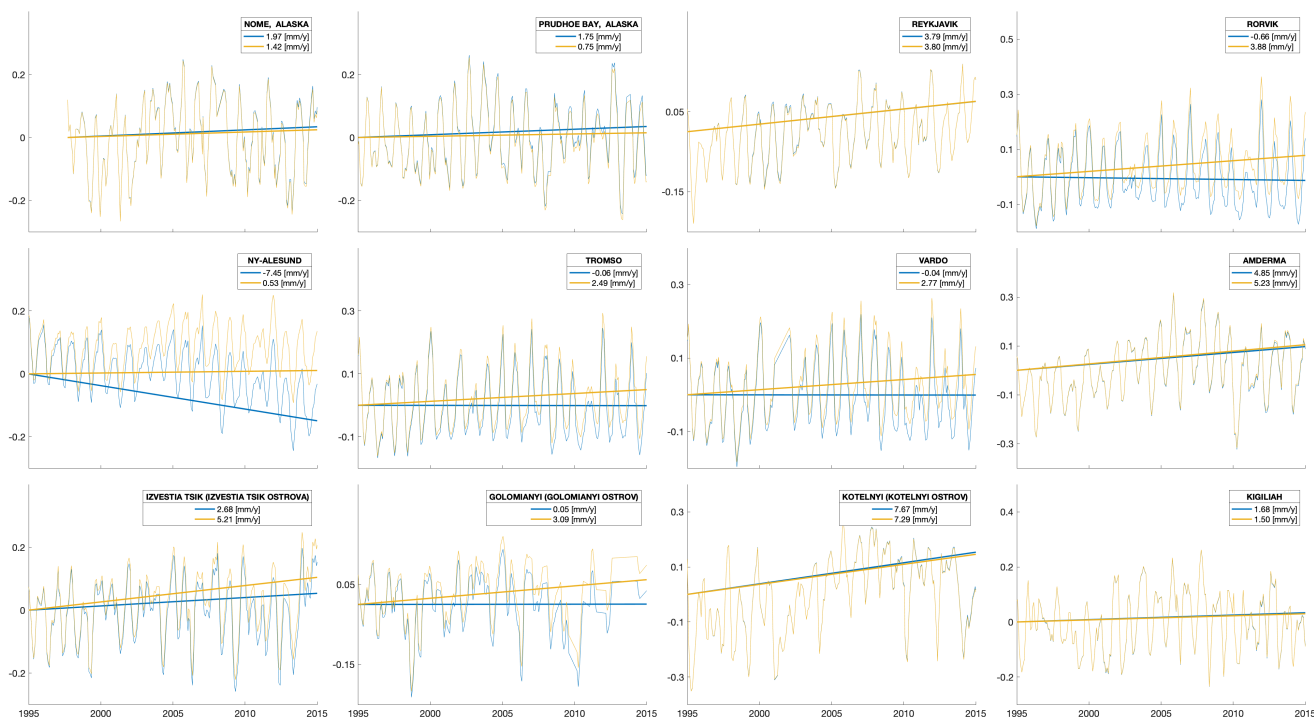 NOME, ALASKA
1.97 [mm/y]
1.42 [mm/y]
0.2
0
-0.2
PRUDHOE BAY, ALASKA
1.75 [mm/y]
0.75 [mm/y]
0.2
0
-0.2
REYKJAVIK
3.79 [mm/y]
3.80 [mm/y]
0.05
-0.15
RORVIK
-0.66 [mm/y]
3.88 [mm/y]
0.5
0.3
0.1
-0.1
NY-ALESUND
-7.45 [mm/y]
0.53 [mm/y]
0.2
0
-0.2
TROMSO
-0.06 [mm/y]
2.49 [mm/y]
0.3
0.1
-0.1
VARDO
-0.04 [mm/y]
2.77 [mm/y]
0.3
0.1
-0.1
AMDERMA
4.85 [mm/y]
5.23 [mm/y]
0.3
0.1
-0.1
-0.3
IZVESTIA TSIK (IZVESTIA TSIK OSTROVA)
2.68 [mm/y]
5.21 [mm/y]
0.2
0
-0.2
1995 2000 2005 2010 2015
GOLOMIANYI (GOLOMIANYI OSTROV)
0.05 [mm/y]
3.09 [mm/y]
0.05
-0.15
1995 2000 2005 2010 2015
KOTELNYI (KOTELNYI OSTROV)
7.67 [mm/y]
7.29 [mm/y]
0.3
0.1
-0.1
-0.3
1995 2000 2005 2010 2015
KIGILIAH
1.68 [mm/y]
1.50 [mm/y]
0.4
0.2
0
-0.2
1995 2000 2005 2010 2015